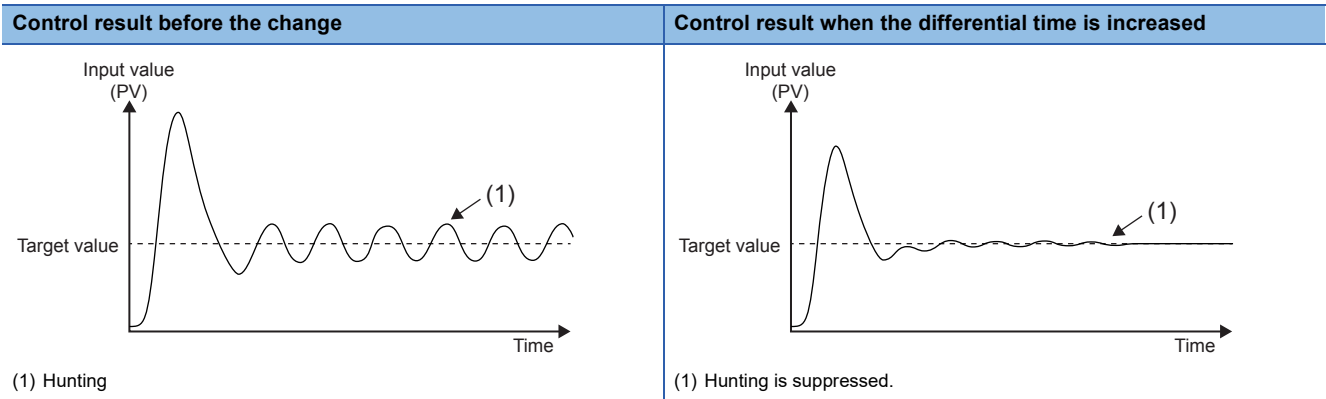 Control result before the change
Input value
(PV)
(1)
Target value
Time
(1) Hunting
Control result when the differential time is increased
Input value
(PV)
(1)
Target value
Time
(1) Hunting is suppressed.